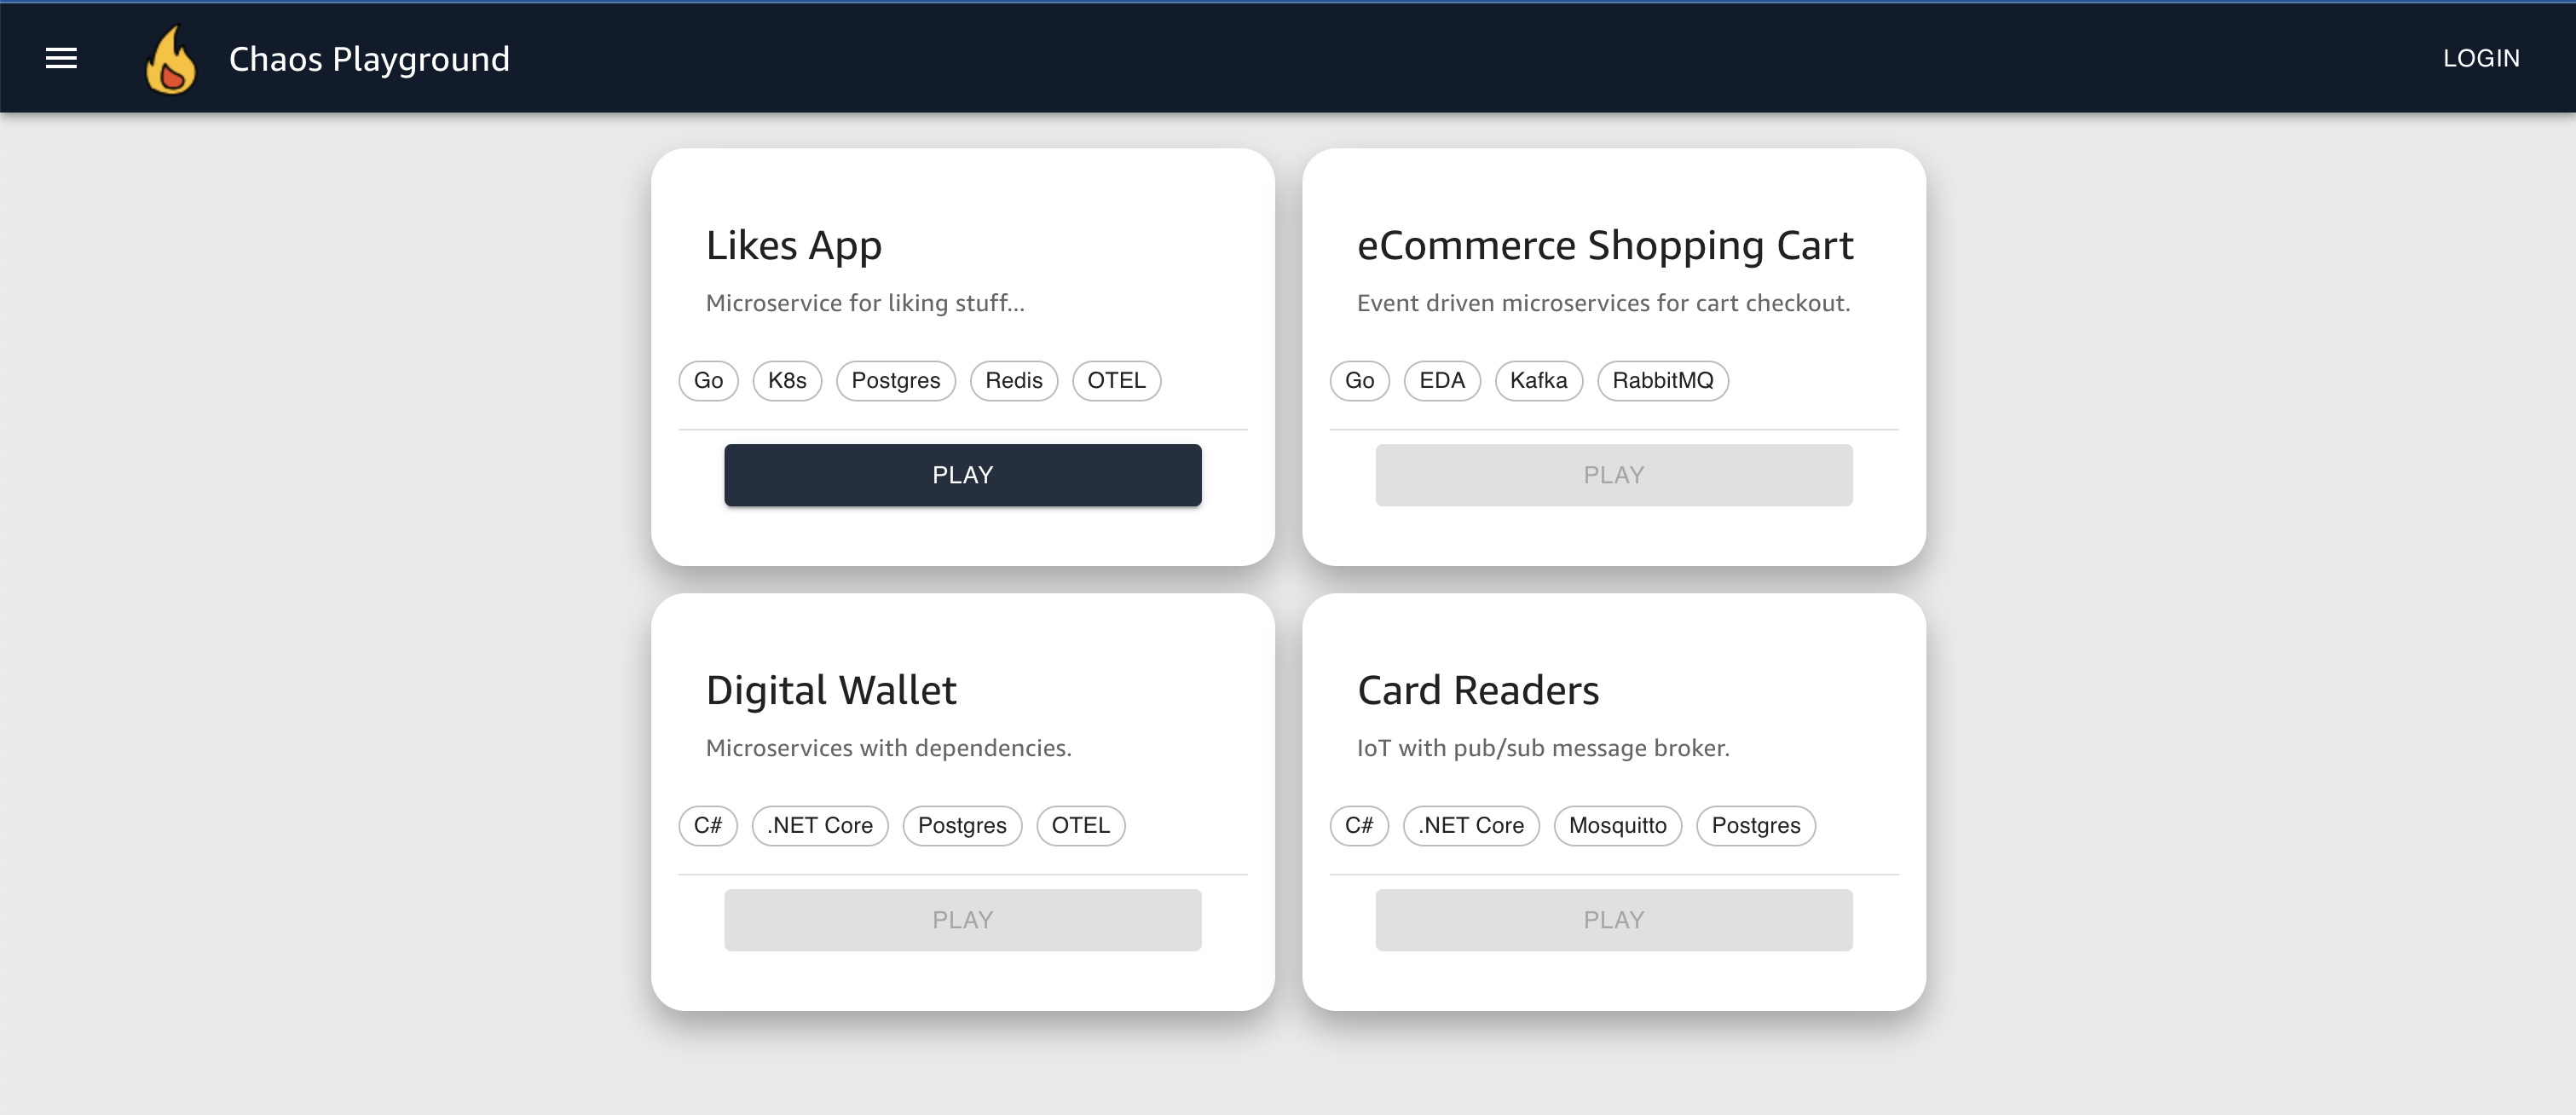 Chaos Playground
LOGIN
Likes App
Microservice for liking stuff...
Go K8s Postgres Redis OTEL
PLAY
eCommerce Shopping Cart
Event driven microservices for cart checkout.
Go EDA Kafka RabbitMQ
PLAY
Digital Wallet
Microservices with dependencies.
C# .NET Core Postgres OTEL
PLAY
Card Readers
IoT with pub/sub message broker.
C# .NET Core Mosquitto Postgres
PLAY